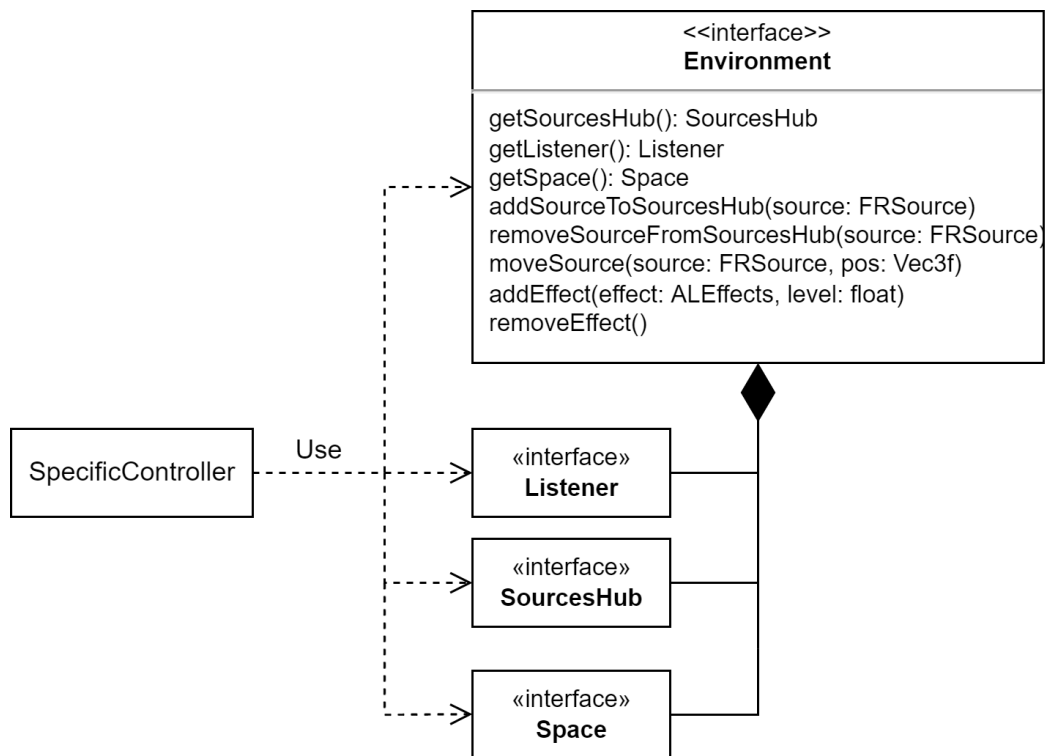 <<interface>>
Environment
getSourcesHub(): SourcesHub
getListener(): Listener
getSpace(): Space
addSourceToSourcesHub(source: FRSource)
removeSourceFromSourcesHub(source: FRSource)
moveSource(source: FRSource, pos: Vec3f)
addEffect(effect: ALEffects, level: float)
removeEffect()
SpecificController
Use
«interface»
Listener
«interface»
SourcesHub
«interface»
Space